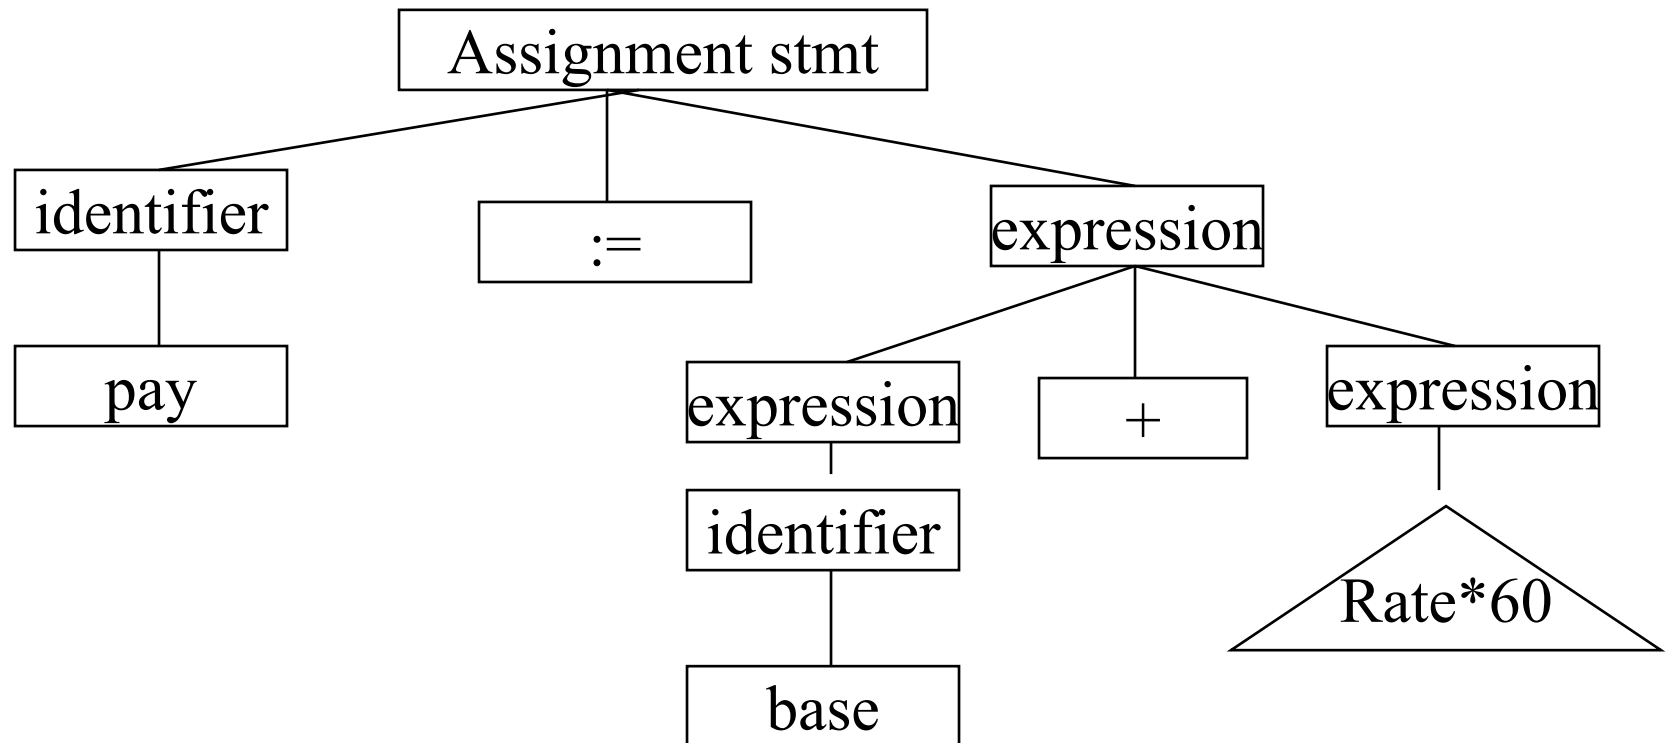 Assignment stmt
identifier
:=
expression
pay
expression
+
expression
identifier
Rate*60
base